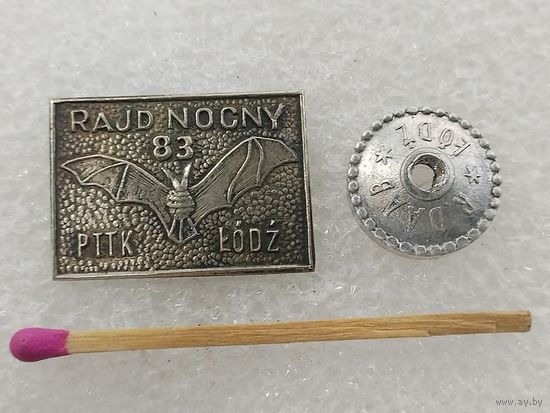 RAJD NOCNY
83
PTTK ŁÓDŹ
ŁÓDŹ
www.ay.by